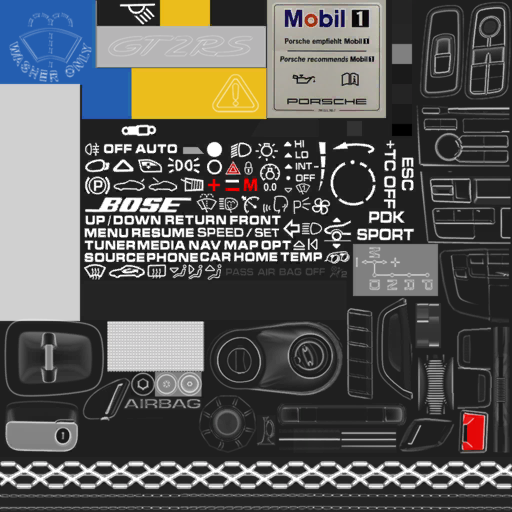 WASHER ONLY
GT2RS
Mobil 1
Porsche empfiehlt Mobil 1
Porsche recommends Mobil 1
PORSCHE
OFF AUTO
HI
LO
INT
OFF
0.0
+TC OFF
ESC
P
M
BOSE
UP/DOWN RETURN FRONT
PDK
MENU RESUME SPEED/SET
SPORT
TUNER MEDIA NAV MAP OPT
SOURCE PHONE CAR HOME TEMP
PASS AIR BAG OFF
M
P R N D
AIRBAG